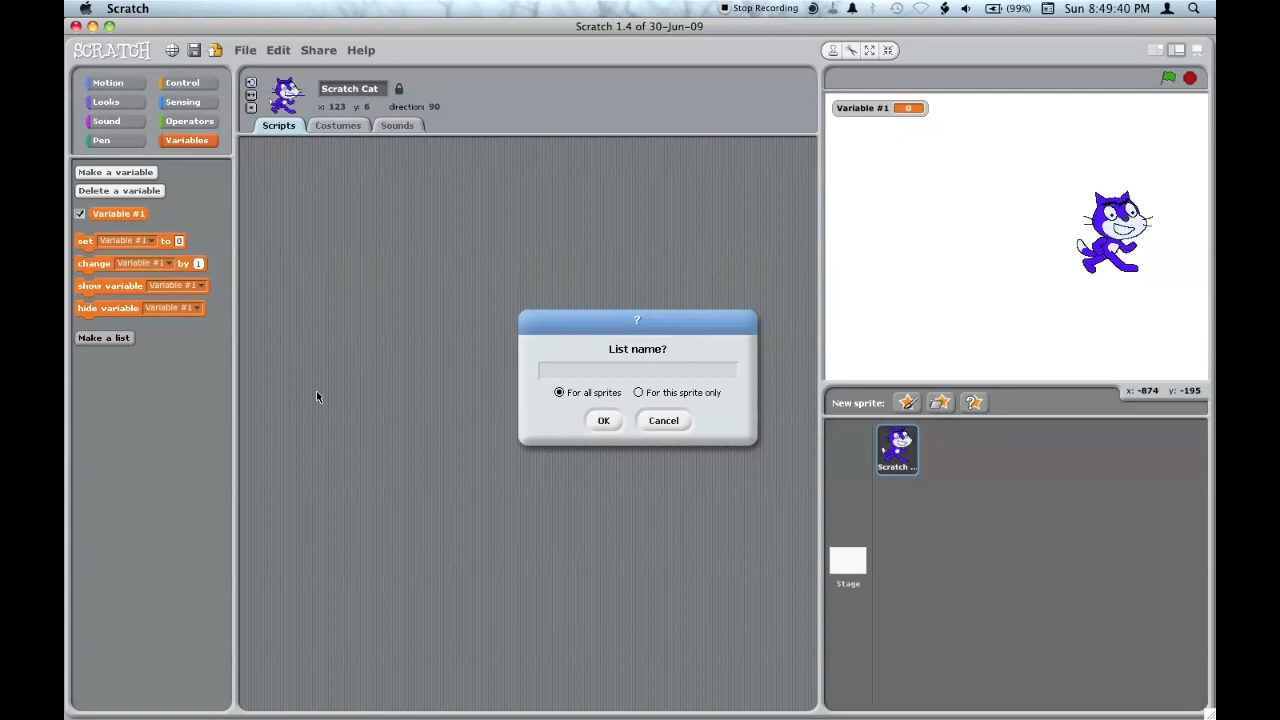 Scratch
Stop Recording
(99%)
Sun 8:49:40 PM
Scratch 1.4 of 30-Jun-09
SCRATCH
File Edit Share Help
Motion Control
Looks Sensing
Sound Operators
Pen Variables
Make a variable
Delete a variable
Variable #1
set Variable #1 to 0
change Variable #1 by 1
show variable Variable #1
hide variable Variable #1
Make a list
Scratch Cat
x: 123 y: 6 direction: 90
Scripts Costumes Sounds
?
List name?
For all sprites For this sprite only
OK Cancel
Variable #1 0
x: -874 y: -195
New sprite:
?
Scratch ...
Stage